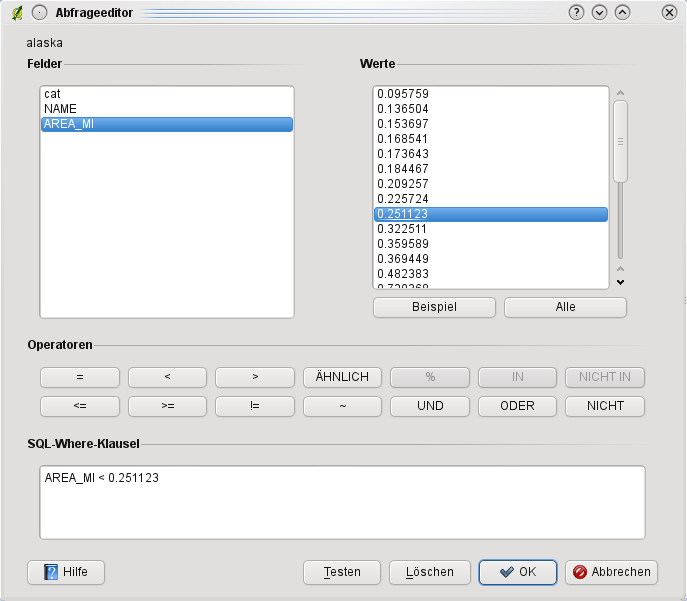 Abfrageeditor
alaska
Felder
Werte
cat
NAME
AREA_MI
0.095759
0.136504
0.153697
0.168541
0.173643
0.184467
0.209257
0.225724
0.251123
0.322511
0.359589
0.369449
0.482383
Beispiel
Alle
Operatoren
= < > ÄHNLICH % IN NICHT IN
<= >= != ~ UND ODER NICHT
SQL-Where-Klausel
AREA_MI < 0.251123
Hilfe Testen Löschen OK Abbrechen